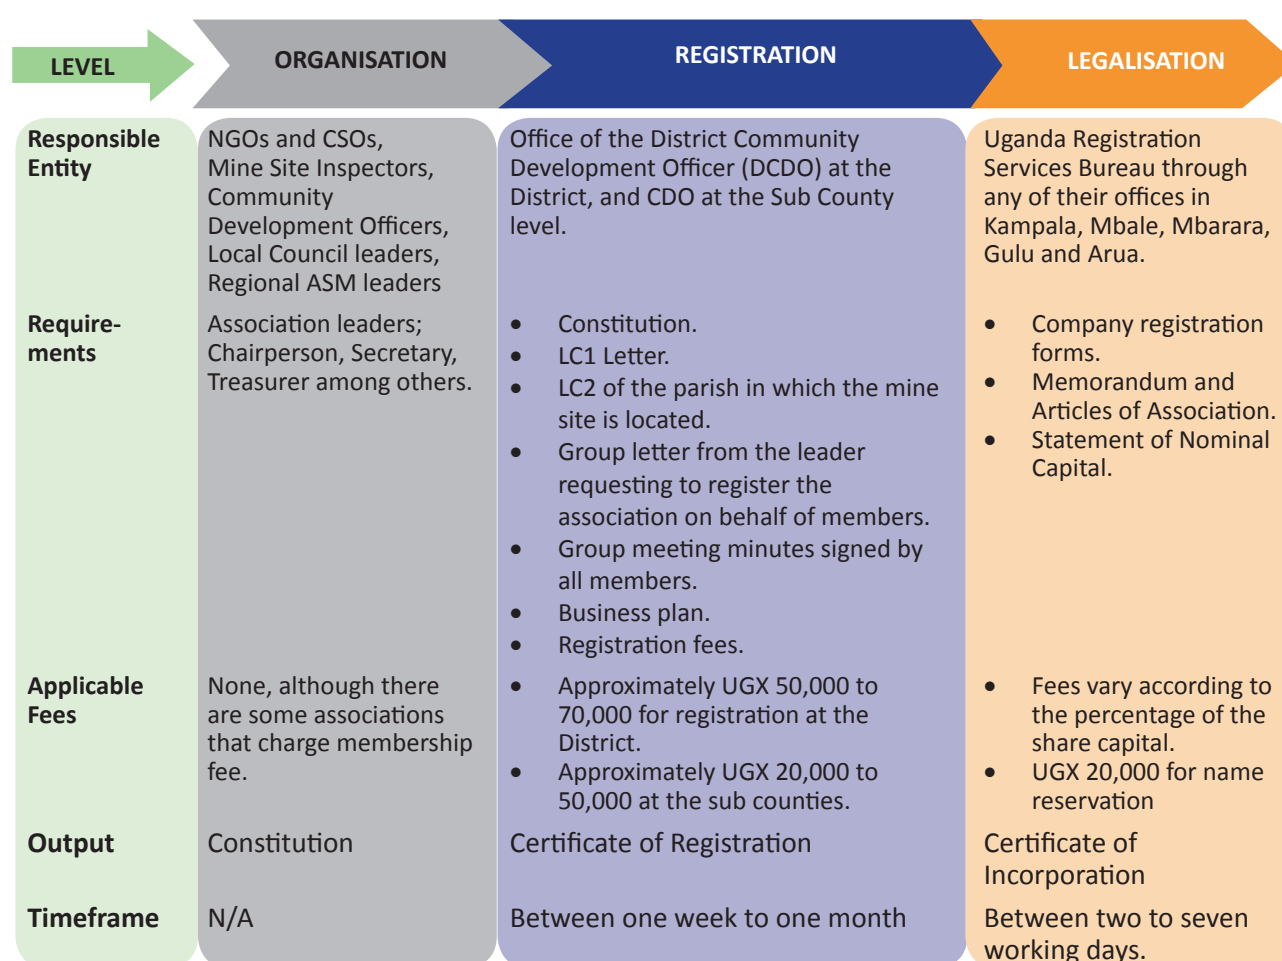 LEVEL
ORGANISATION
REGISTRATION
LEGALISATION
Responsible
Entity
NGOs and CSOs,
Mine Site Inspectors,
Community
Development Officers,
Local Council leaders,
Regional ASM leaders
Office of the District Community
Development Officer (DCDO) at the
District, and CDO at the Sub County
level.
Uganda Registration
Services Bureau through
any of their offices in
Kampala, Mbale, Mbarara,
Gulu and Arua.
Require-
ments
Association leaders;
Chairperson, Secretary,
Treasurer among others.
• Constitution.
• LC1 Letter.
• LC2 of the parish in which the mine
site is located.
• Group letter from the leader
requesting to register the
association on behalf of members.
• Group meeting minutes signed by
all members.
• Business plan.
• Registration fees.
• Company registration
forms.
• Memorandum and
Articles of Association.
• Statement of Nominal
Capital.
Applicable
Fees
None, although there
are some associations
that charge membership
fee.
• Approximately UGX 50,000 to
70,000 for registration at the
District.
• Approximately UGX 20,000 to
50,000 at the sub counties.
• Fees vary according to
the percentage of the
share capital.
• UGX 20,000 for name
reservation
Output
Constitution
Certificate of Registration
Certificate of
Incorporation
Timeframe
N/A
Between one week to one month
Between two to seven
working days.